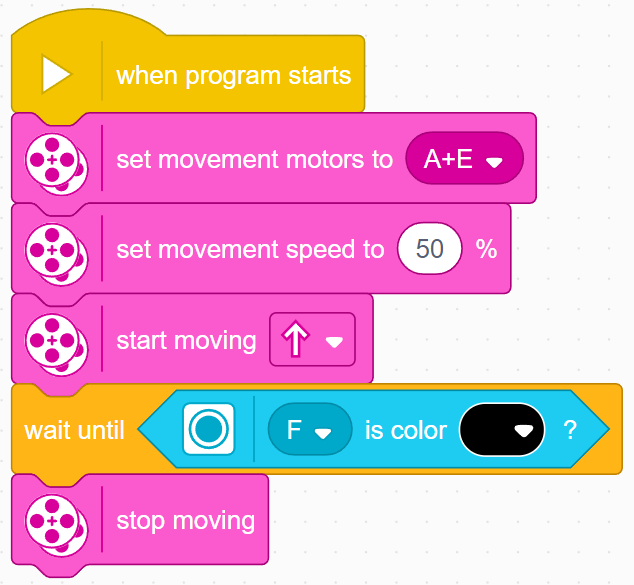 when program starts
set movement motors to A+E
set movement speed to 50 %
start moving
wait until F is color ?
stop moving